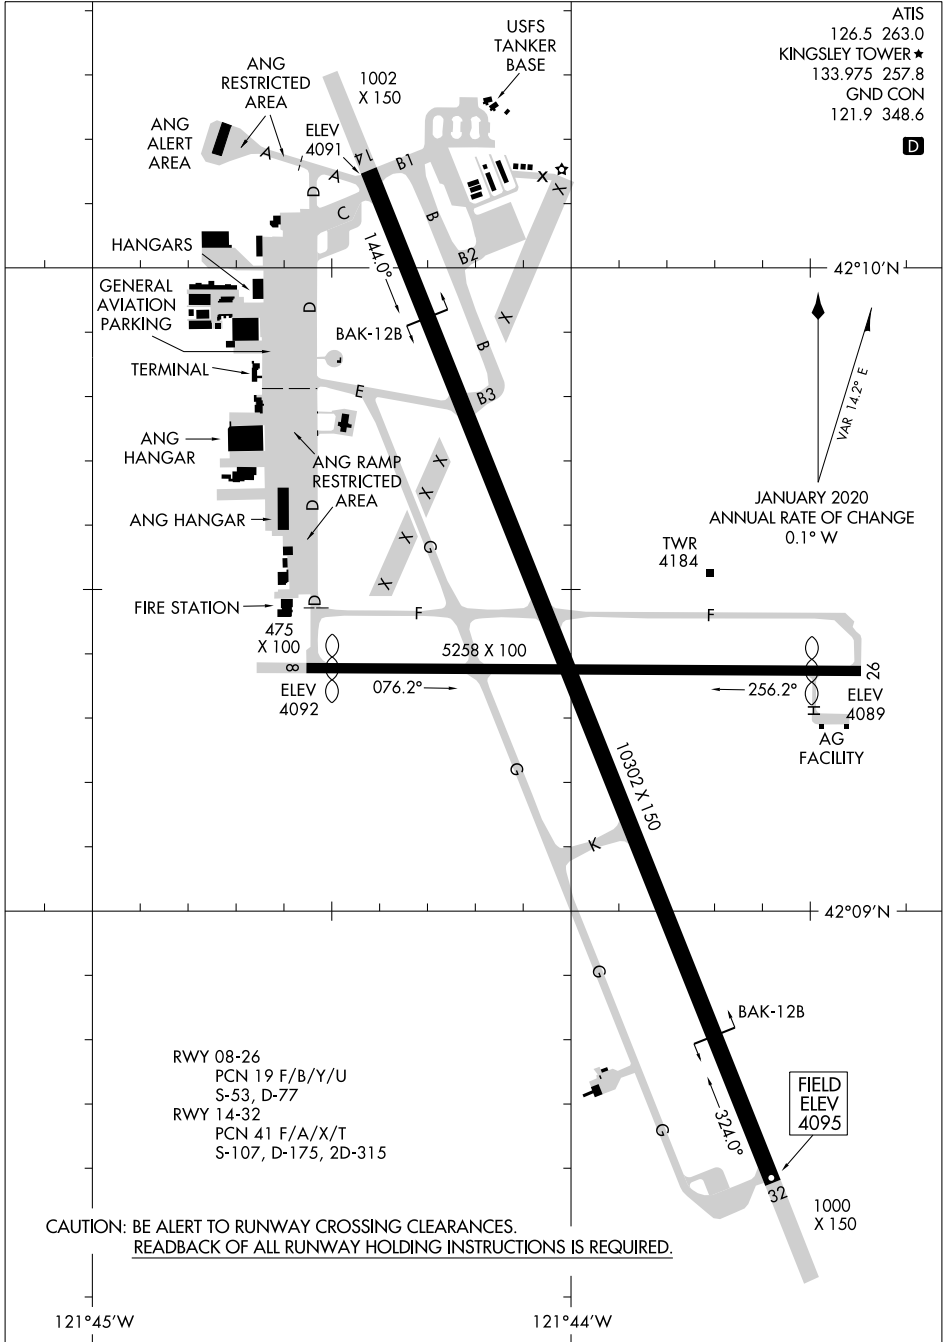 ATIS
126.5 263.0
KINGSLEY TOWER★
133.975 257.8
GND CON
121.9 348.6
D
USFS
TANKER
BASE
1002
X 150
ANG
RESTRICTED
AREA
ANG
ALERT
AREA
ELEV
4091
14
A
A
B1
D
C
B
X
X
B2
HANGARS
144.0°
42°10'N
GENERAL
AVIATION
PARKING
D
BAK-12B
X
B
TERMINAL
E
B3
VAR 14.2° E
ANG
HANGAR
ANG RAMP
RESTRICTED
AREA
X
X
JANUARY 2020
ANNUAL RATE OF CHANGE
0.1° W
ANG HANGAR
D
X
G
TWR
4184
X
FIRE STATION
D
F
F
475
X 100
5258 X 100
8
26
ELEV
4092
076.2°
256.2°
ELEV
4089
H
AG
FACILITY
G
10302 X 150
K
42°09'N
G
BAK-12B
RWY 08-26
PCN 19 F/B/Y/U
S-53, D-77
RWY 14-32
PCN 41 F/A/X/T
S-107, D-175, 2D-315
FIELD
ELEV
4095
G
324.0°
32
1000
X 150
CAUTION: BE ALERT TO RUNWAY CROSSING CLEARANCES.
READBACK OF ALL RUNWAY HOLDING INSTRUCTIONS IS REQUIRED.
121°45'W
121°44'W